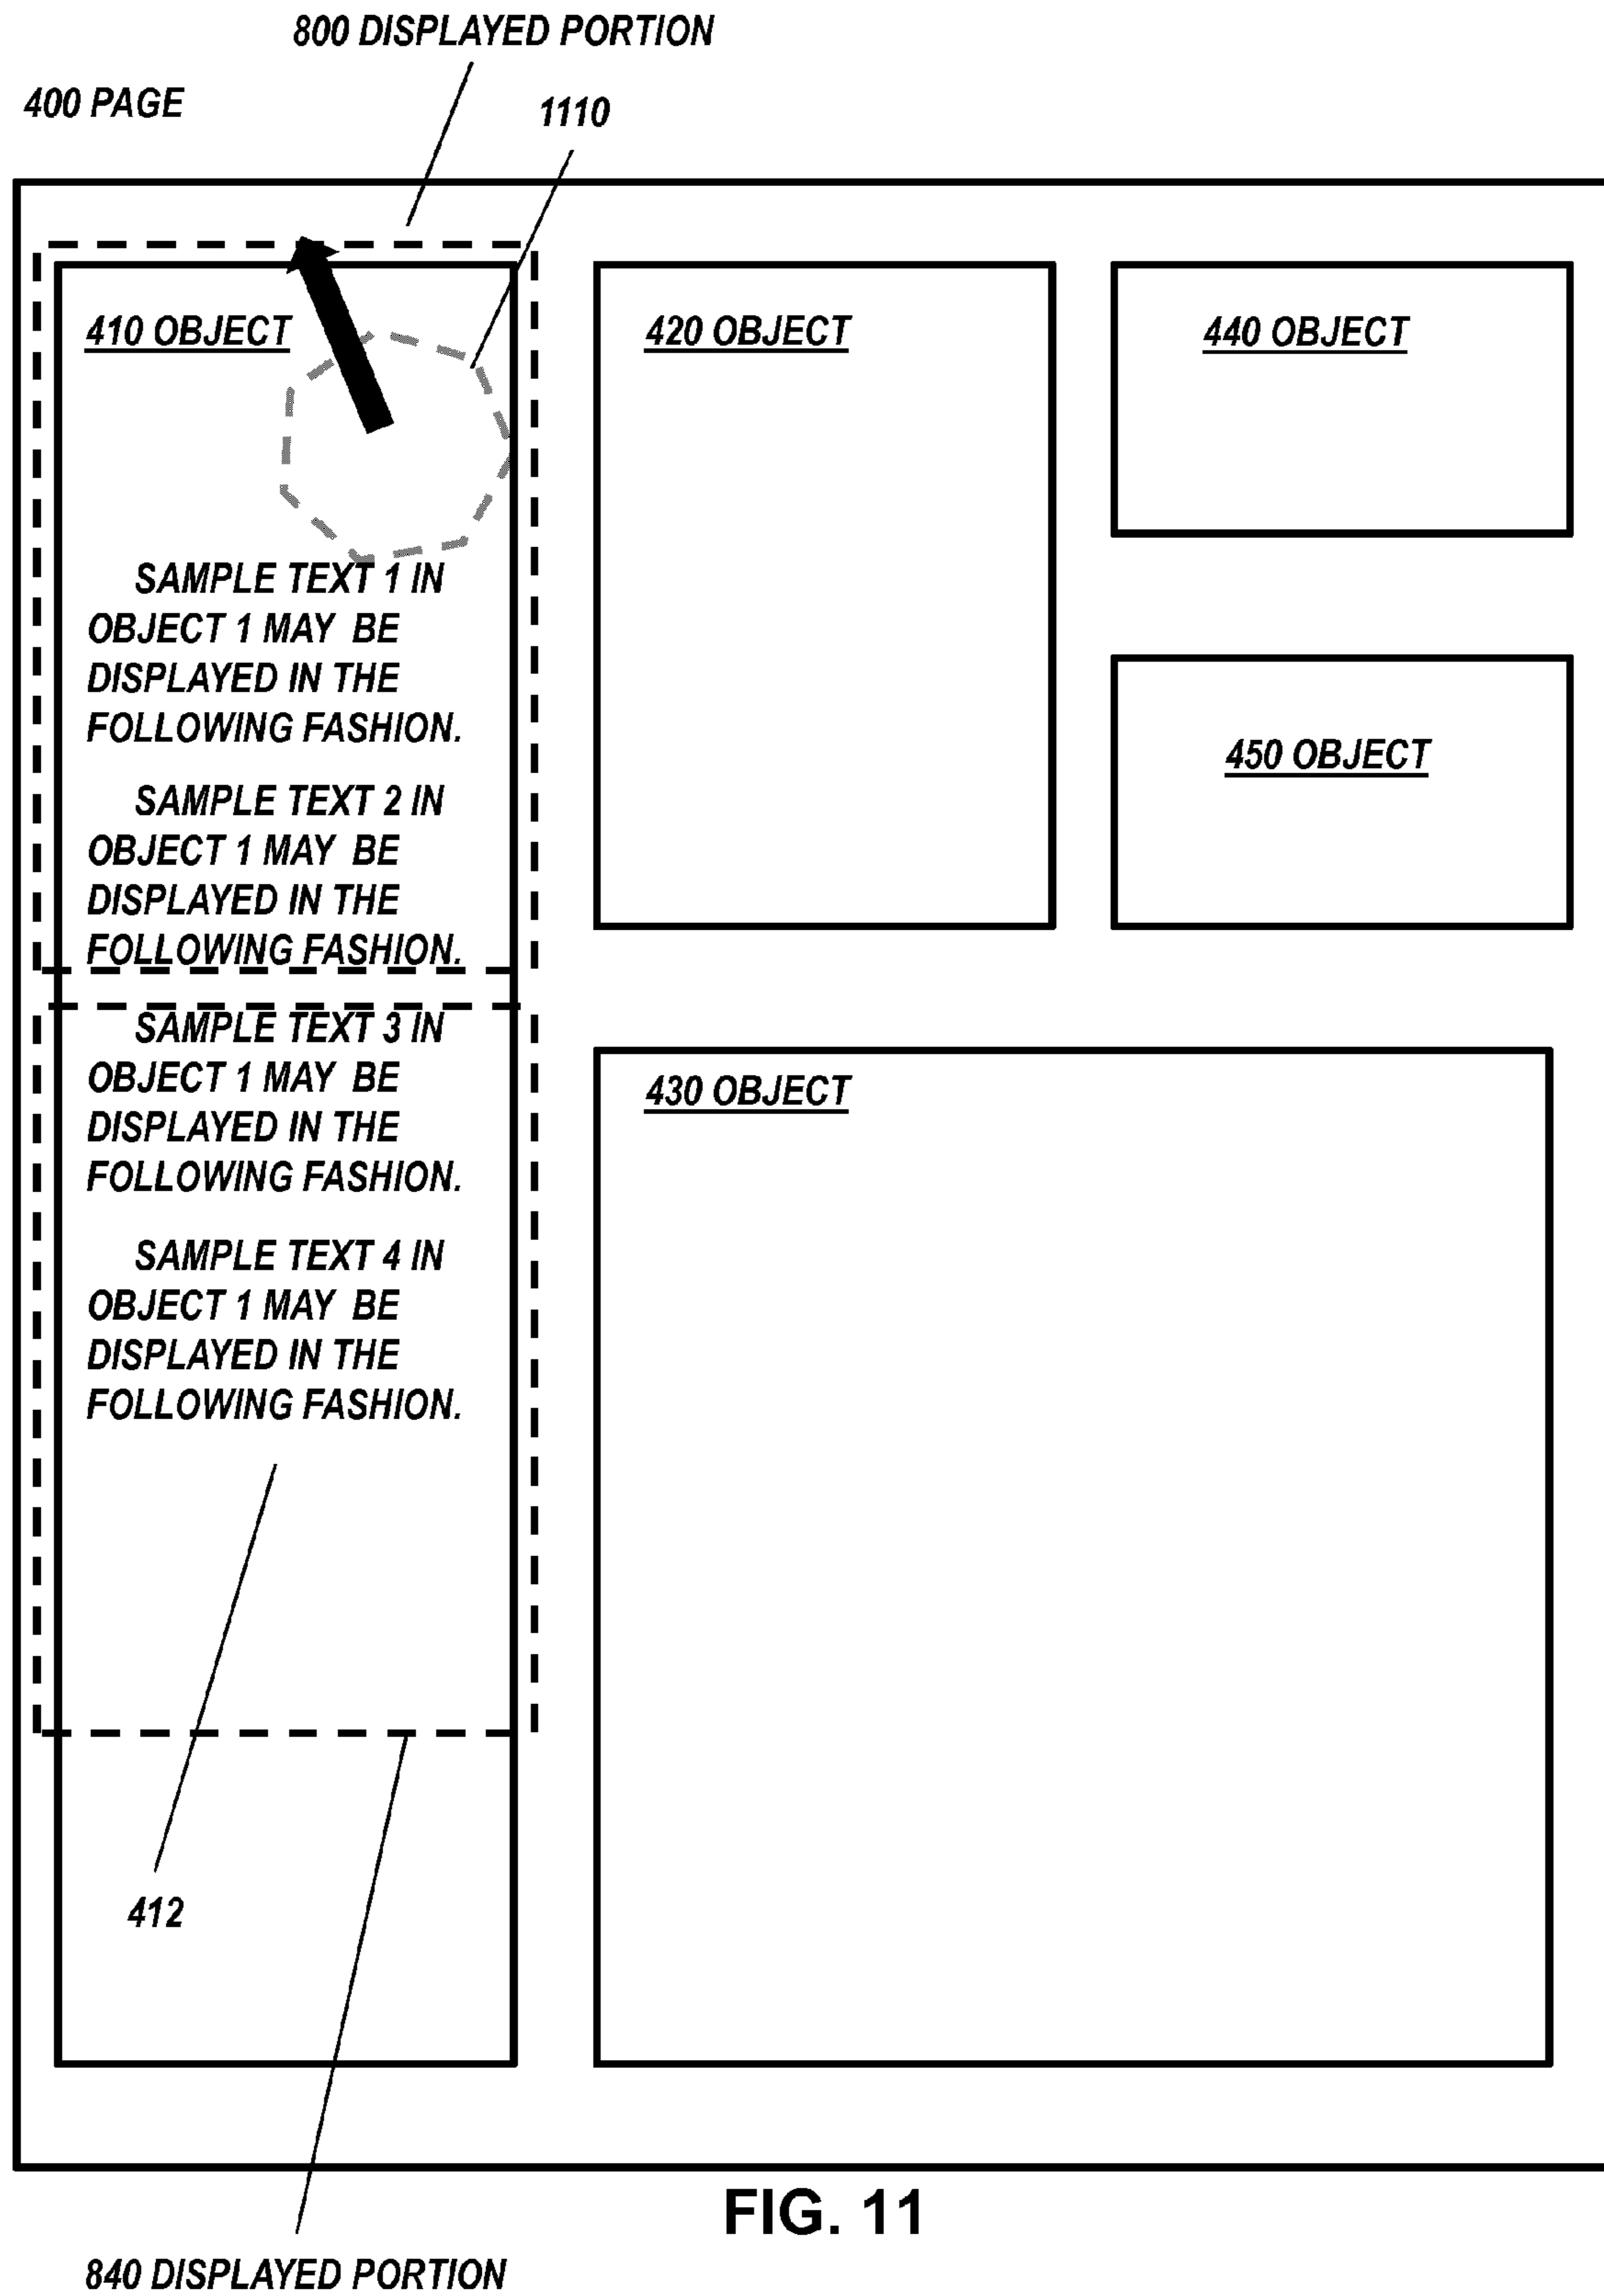 800 DISPLAYED PORTION
400 PAGE
1110
410 OBJECT
420 OBJECT
440 OBJECT
SAMPLE TEXT 1 IN
OBJECT 1 MAY BE
DISPLAYED IN THE
FOLLOWING FASHION.
450 OBJECT
SAMPLE TEXT 2 IN
OBJECT 1 MAY BE
DISPLAYED IN THE
FOLLOWING FASHION.
SAMPLE TEXT 3 IN
OBJECT 1 MAY BE
DISPLAYED IN THE
FOLLOWING FASHION.
430 OBJECT
SAMPLE TEXT 4 IN
OBJECT 1 MAY BE
DISPLAYED IN THE
FOLLOWING FASHION.
412
FIG. 11
840 DISPLAYED PORTION